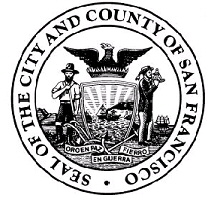 SEAL OF THE CITY AND COUNTY OF SAN FRANCISCO
ORO EN PAZ
FIERRO
EN GUERRA